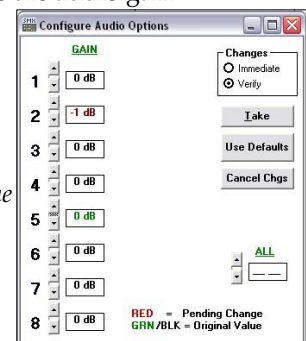 Configure Audio Options
GAIN
1 0 dB
2 -1 dB
3 0 dB
4 0 dB
5 0 dB
6 0 dB
7 0 dB
8 0 dB
Changes
Immediate
Verify
Take
Use Defaults
Cancel Chgs
ALL
— —
RED = Pending Change
GRN/BLK = Original Value